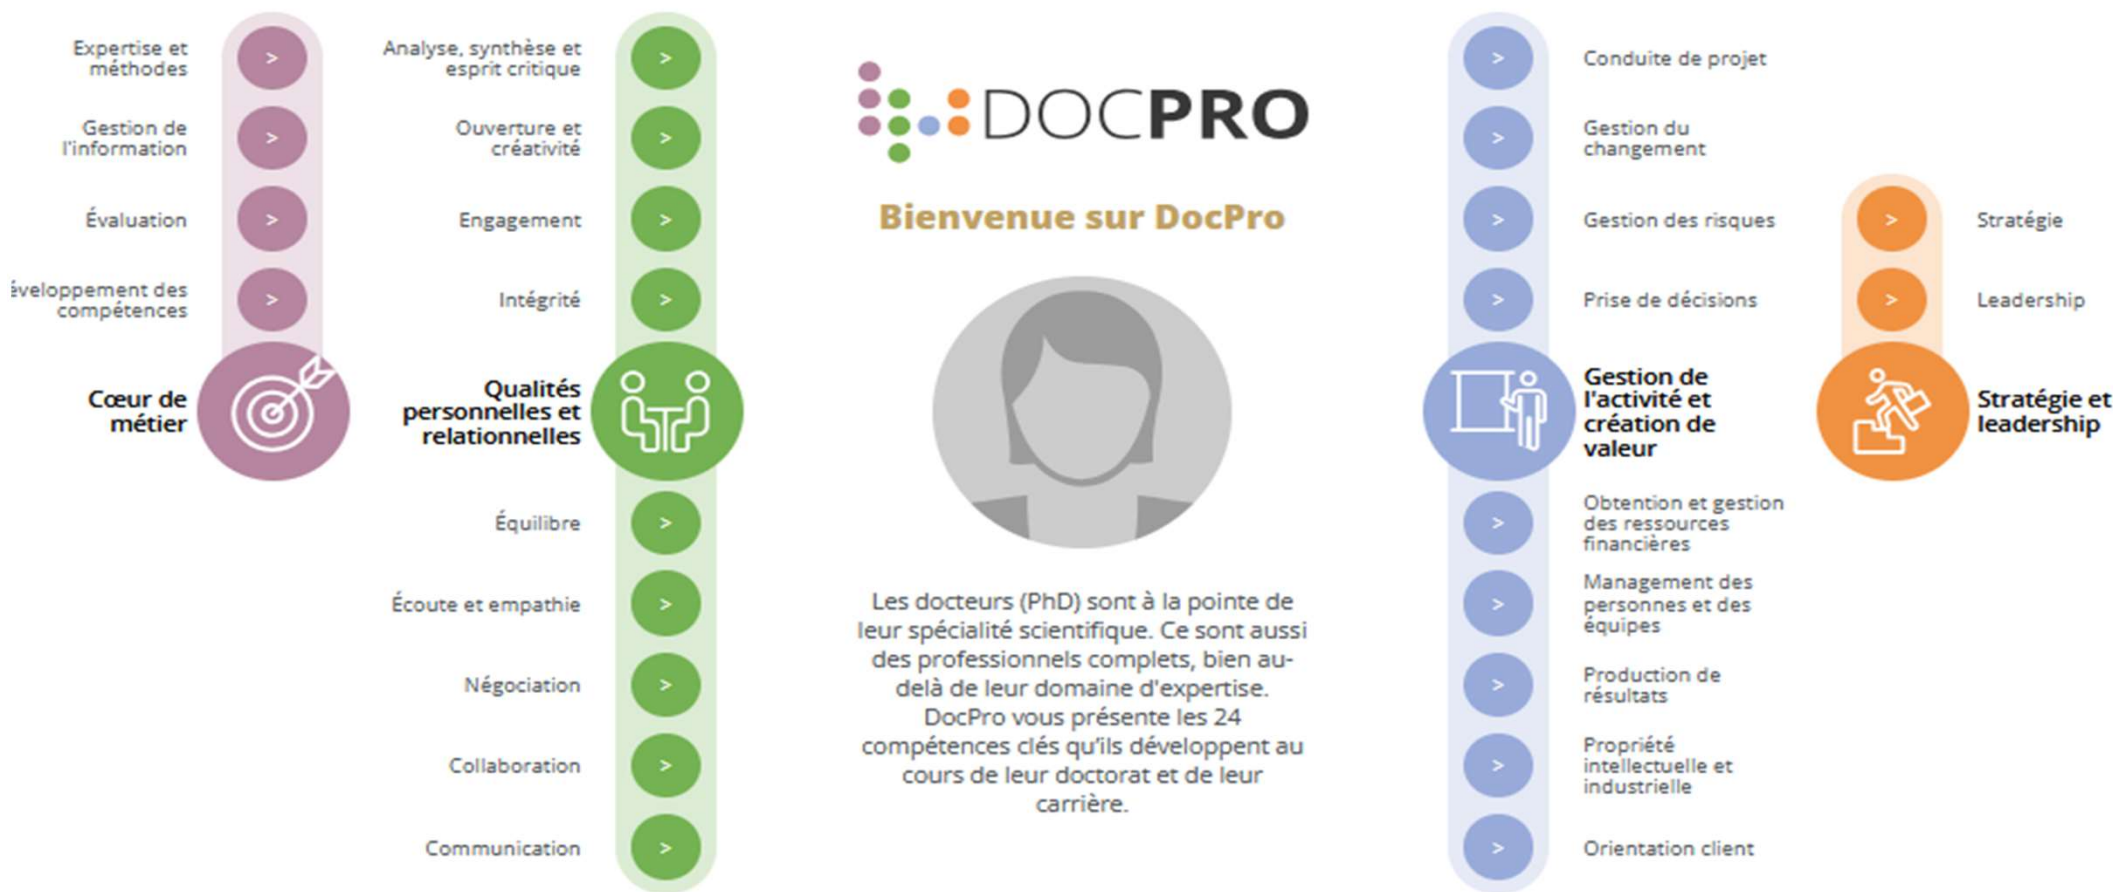 Expertise et
méthodes
>
Gestion de
l'information
>
Évaluation
>
éveloppement des
compétences
>
Cœur de
métier
Analyse, synthèse et
esprit critique
>
Ouverture et
créativité
>
Engagement
>
Intégrité
>
Qualités
personnelles et
relationnelles
Équilibre
>
Écoute et empathie
>
Négociation
>
Collaboration
>
Communication
>
DOCPRO
Bienvenue sur DocPro
Les docteurs (PhD) sont à la pointe de
leur spécialité scientifique. Ce sont aussi
des professionnels complets, bien au-
delà de leur domaine d'expertise.
DocPro vous présente les 24
compétences clés qu'ils développent au
cours de leur doctorat et de leur
carrière.
>
Conduite de projet
>
Gestion du
changement
>
Gestion des risques
>
Prise de décisions
Gestion de
l'activité et
création de
valeur
>
Obtention et gestion
des ressources
financières
>
Management des
personnes et des
équipes
>
Production de
résultats
>
Propriété
intellectuelle et
industrielle
>
Orientation client
>
Stratégie
>
Leadership
Stratégie et
leadership